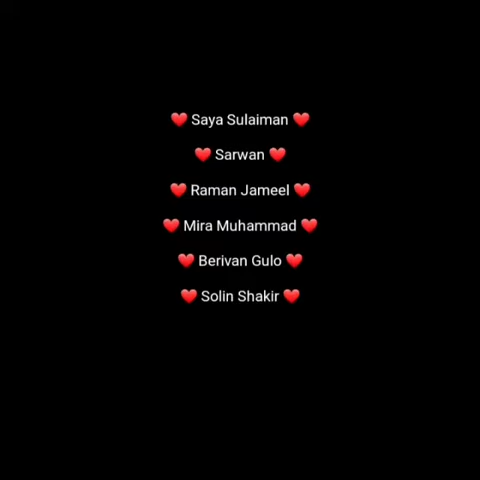 ❤️ Saya Sulaiman ❤️
❤️ Sarwan ❤️
❤️ Raman Jameel ❤️
❤️ Mira Muhammad ❤️
❤️ Berivan Gulo ❤️
❤️ Solin Shakir ❤️